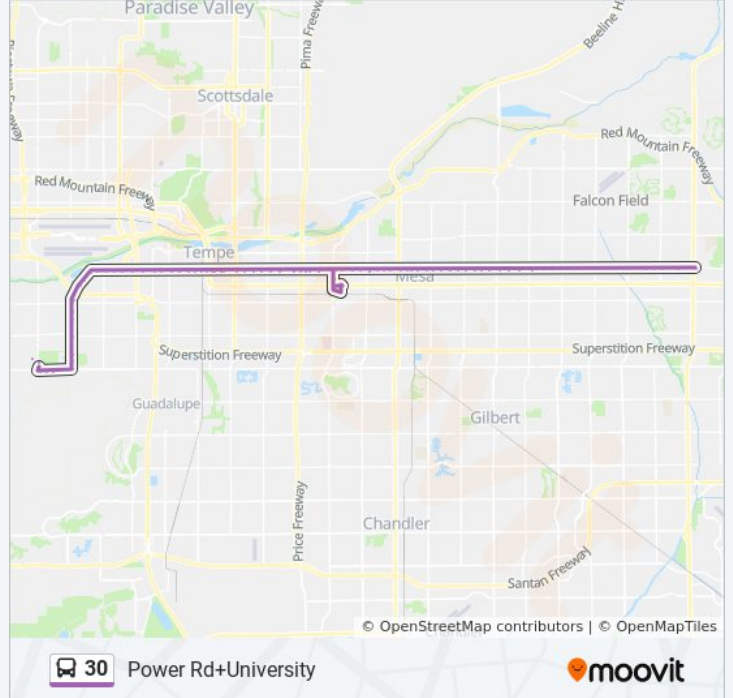 Paradise Valley
Pima Freeway
Beeline H
Scottsdale
Red Mountain Freeway
Red Mountain Freeway
Falcon Field
Tempe
Mesa
Superstition Freeway
Superstition Freeway
Guadalupe
Gilbert
Price Freeway
Chandler
Santan Freeway
© OpenStreetMap contributors | © OpenMapTiles
30 Power Rd+University
moovit